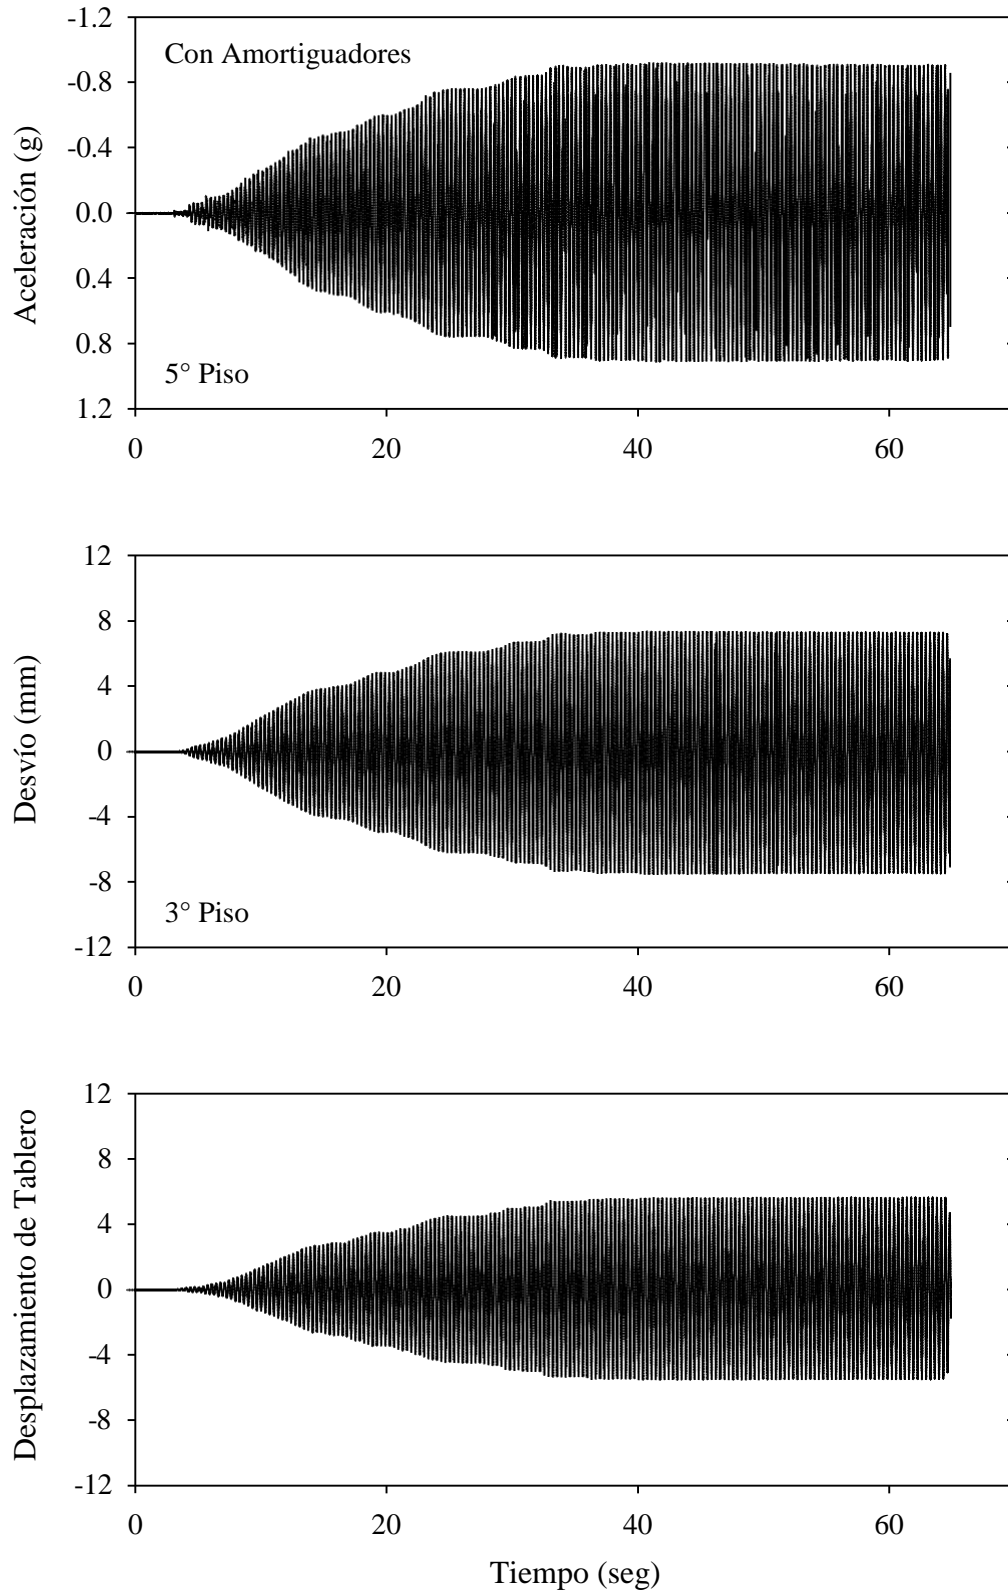 -1.2
Con Amortiguadores
-0.8
-0.4
0.0
0.4
0.8
5° Piso
1.2
Aceleración (g)
0 20 40 60
12
8
4
0
-4
-8
3° Piso
-12
Desvío (mm)
0 20 40 60
12
8
4
0
-4
-8
-12
Desplazamiento de Tablero
0 20 40 60
Tiempo (seg)